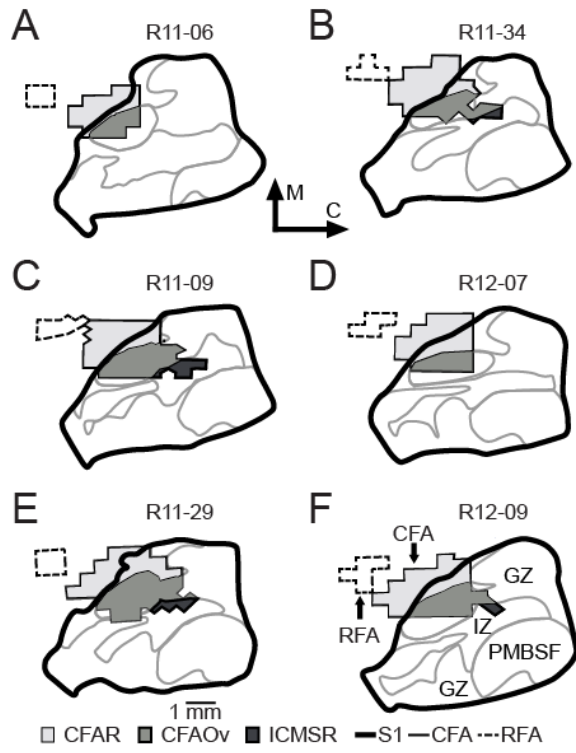 A R11-06
B R11-34
M
C
C R11-09
D R12-07
E R11-29
F R12-09
CFA
GZ
RFA
IZ
PMBSF
GZ
1 mm
CFAR CFAOv ICMSR S1 CFA RFA